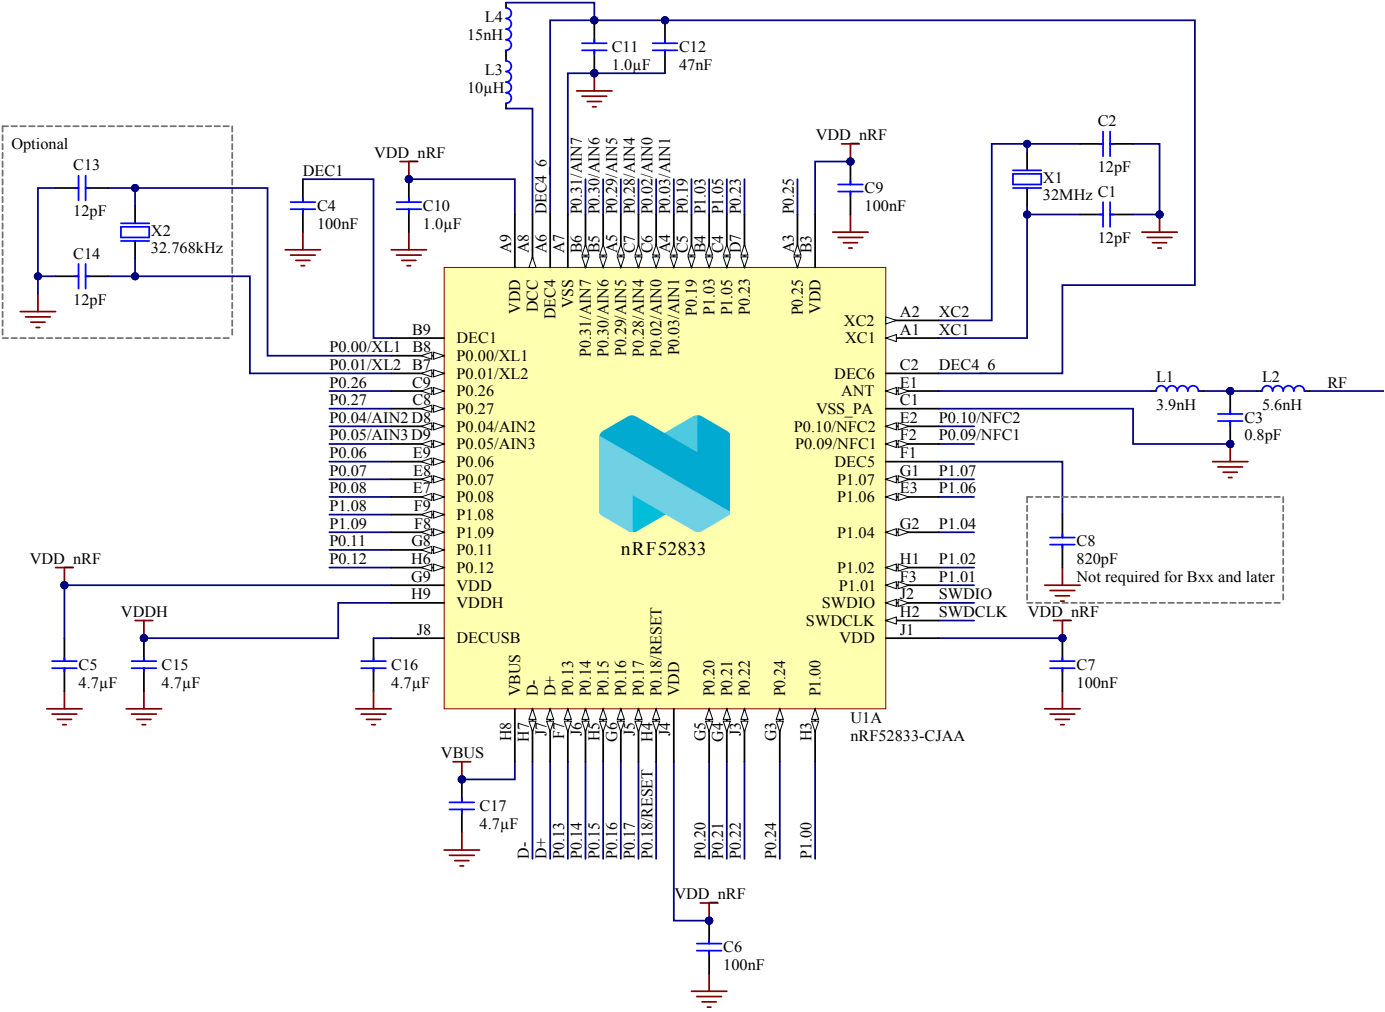 L4
15nH
L3
10µH
C11
1.0µF
C12
47nF
Optional
C13
12pF
X2
32.768kHz
C14
12pF
DEC1
C4
100nF
VDD_nRF
C10
1.0µF
DEC4_6
P0.31/AIN7
P0.30/AIN6
P0.29/AIN5
P0.28/AIN4
P0.02/AIN0
P0.03/AIN1
P0.19
P1.03
P1.05
P0.23
P0.25
VDD_nRF
C9
100nF
C2
12pF
X1
32MHz
C1
12pF
A9
A8
A6
A7
B6
B5
A5
C7
C6
A4
C5
B4
C4
D7
A3
B3
VDD
DCC
DEC4
VSS
P0.31/AIN7
P0.30/AIN6
P0.29/AIN5
P0.28/AIN4
P0.02/AIN0
P0.03/AIN1
P0.19
P1.03
P1.05
P0.23
P0.25
VDD
B9 DEC1
P0.00/XL1 B8 P0.00/XL1
P0.01/XL2 B7 P0.01/XL2
P0.26 C9 P0.26
P0.27 C8 P0.27
P0.04/AIN2 D8 P0.04/AIN2
P0.05/AIN3 D9 P0.05/AIN3
P0.06 E9 P0.06
P0.07 E8 P0.07
P0.08 E7 P0.08
P1.08 F9 P1.08
P1.09 F8 P1.09
P0.11 G8 P0.11
P0.12 H6 P0.12
G9 VDD
H9 VDDH
J8 DECUSB
XC2 A2 XC2
XC1 A1 XC1
DEC6 C2 DEC4_6
ANT E1
VSS_PA C1
P0.10/NFC2 E2 P0.10/NFC2
P0.09/NFC1 F2 P0.09/NFC1
DEC5 F1
P1.07 G1 P1.07
P1.06 E3 P1.06
P1.04 G2 P1.04
P1.02 H1 P1.02
P1.01 F3 P1.01
SWDIO J2 SWDIO
SWDCLK H2 SWDCLK
VDD J1
L1
3.9nH
L2
5.6nH
RF
C3
0.8pF
C8
820pF
Not required for Bxx and later
VDD_nRF
C7
100nF
nRF52833
VDD_nRF
C5
4.7µF
VDDH
C15
4.7µF
C16
4.7µF
VBUS
D-
D+
P0.13
P0.14
P0.15
P0.16
P0.17
P0.18/RESET
VDD
P0.20
P0.21
P0.22
P0.24
P1.00
U1A
nRF52833-CJAA
H8
H7
J7
F7
J6
H5
G6
J5
H4
J4
G5
G4
J3
G3
H3
VBUS
C17
4.7µF
D-
D+
P0.13
P0.14
P0.15
P0.16
P0.17
P0.18/RESET
P0.20
P0.21
P0.22
P0.24
P1.00
VDD_nRF
C6
100nF